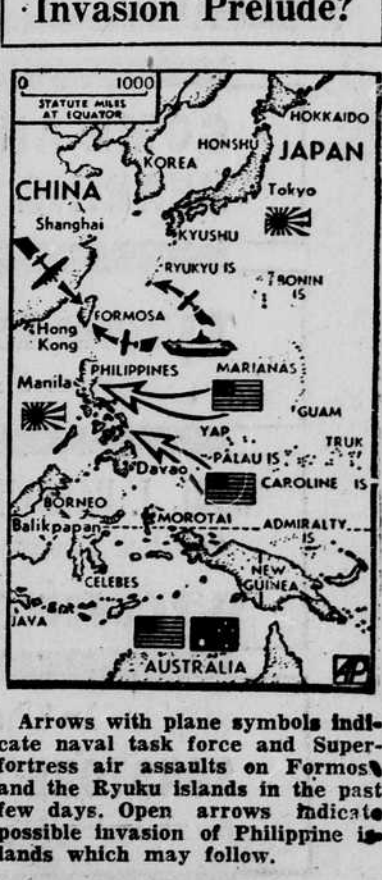 Invasion Prelude?
0 1000
STATUTE MILES
AT EQUATOR
HOKKAIDO
HONSHU
JAPAN
KOREA
CHINA
Tokyo
Shanghai
KYUSHU
RYUKYU IS
BONIN
IS
FORMOSA
Hong
Kong
PHILIPPINES
MARIANAS
Manila
GUAM
YAP
TRUK
PALAU IS
Davao
CAROLINE IS
BORNEO
MOROTAI
ADMIRALTY
IS
Balikpapan
NEW
GUINEA
CELEBES
JAVA
AUSTRALIA
AP
Arrows with plane symbols indi-
cate naval task force and Super-
fortress air assaults on Formosa
and the Ryuku islands in the past
few days. Open arrows indicate
possible invasion of Philippine is-
lands which may follow.